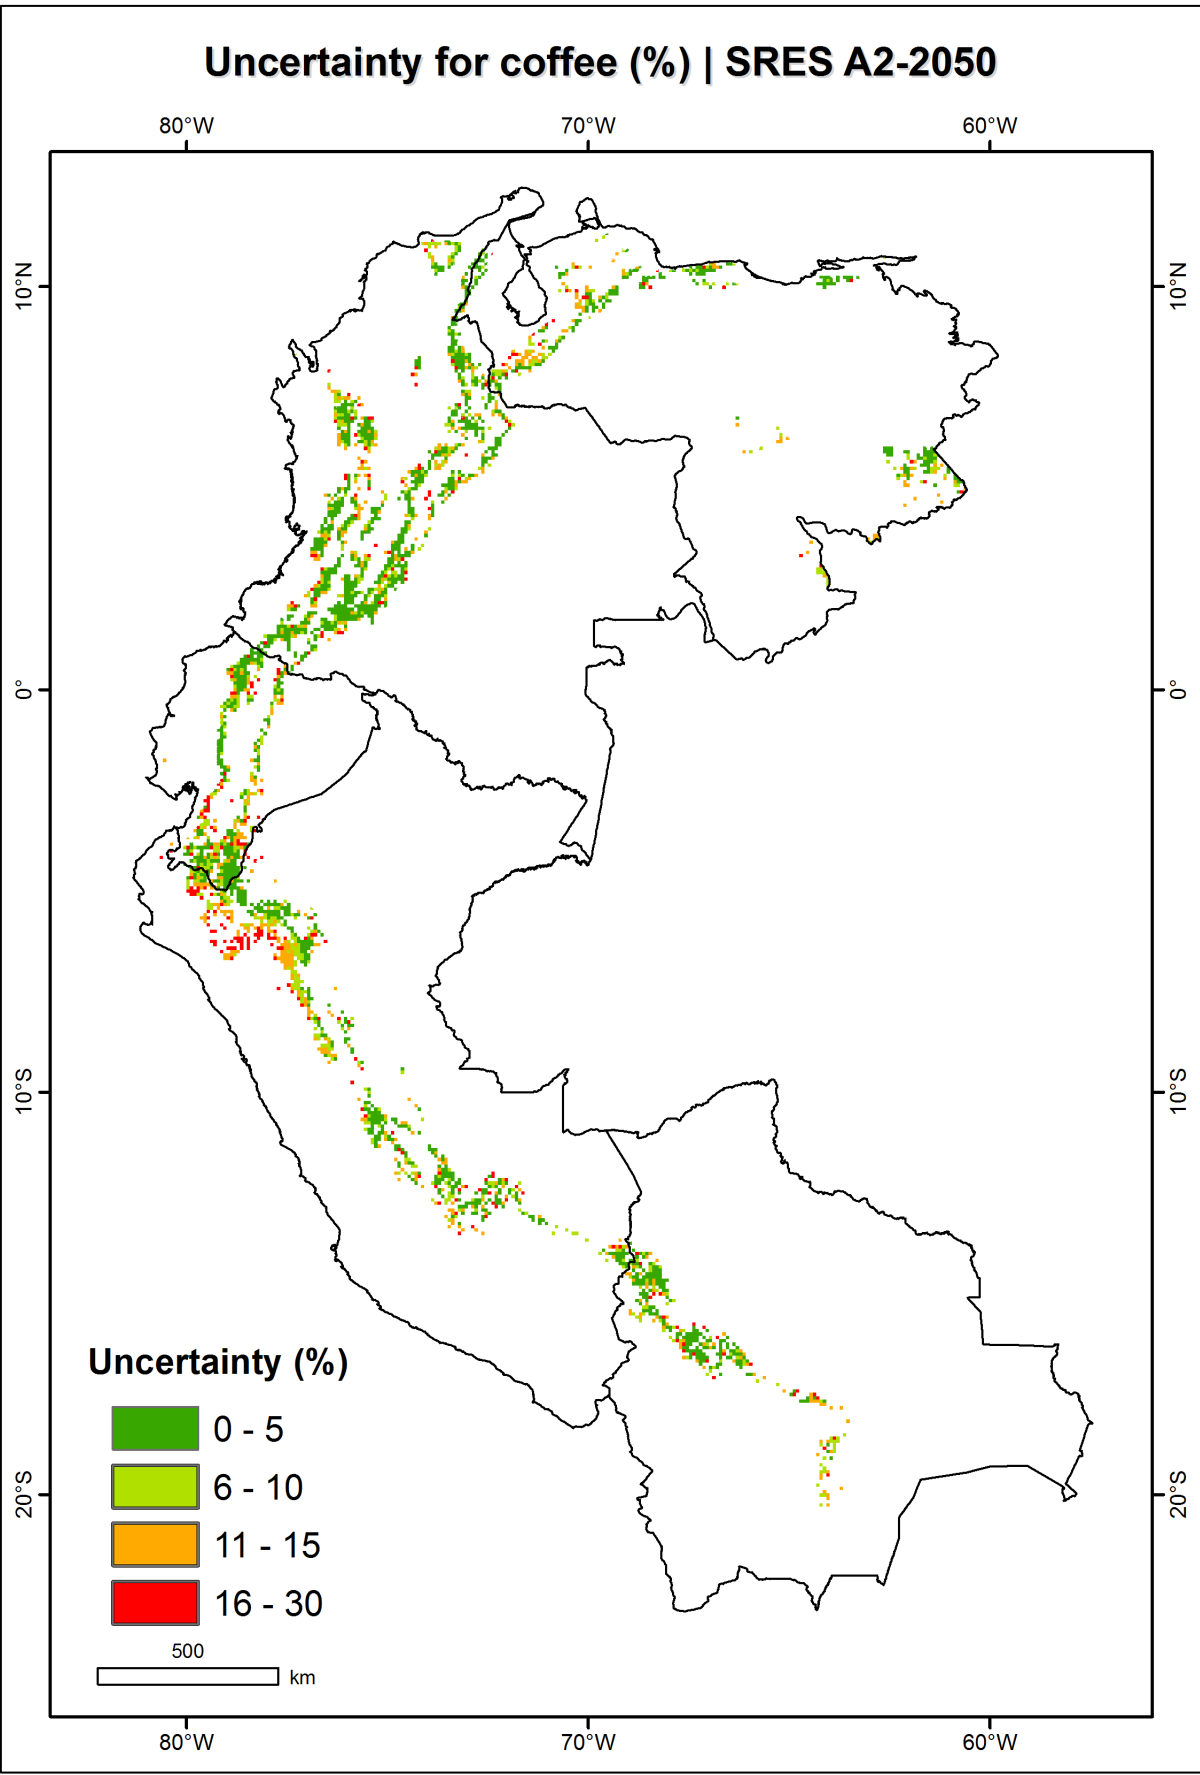 Uncertainty for coffee (%) | SRES A2-2050
80°W 70°W 60°W
10°N 10°N
0° 0°
10°S 10°S
20°S 20°S
Uncertainty (%)
0 - 5
6 - 10
11 - 15
16 - 30
500
km
80°W 70°W 60°W